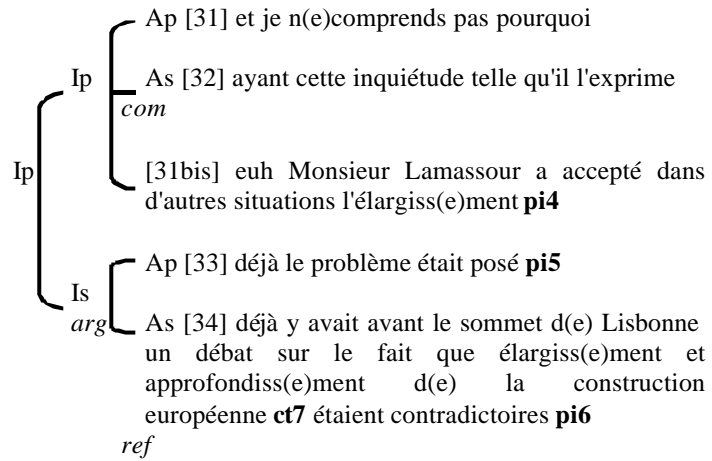 Ap [31] et je n(e)comprends pas pourquoi
Ip As [32] ayant cette inquiétude telle qu'il l'exprime
com
Ip [31bis] euh Monsieur Lamassour a accepté dans
d'autres situations l'élargiss(e)ment pi4
Ap [33] déjà le problème était posé pi5
Is
arg As [34] déjà y avait avant le sommet d(e) Lisbonne
un débat sur le fait que élargiss(e)ment et
approfondiss(e)ment d(e) la construction
européenne ct7 étaient contradictoires pi6
ref